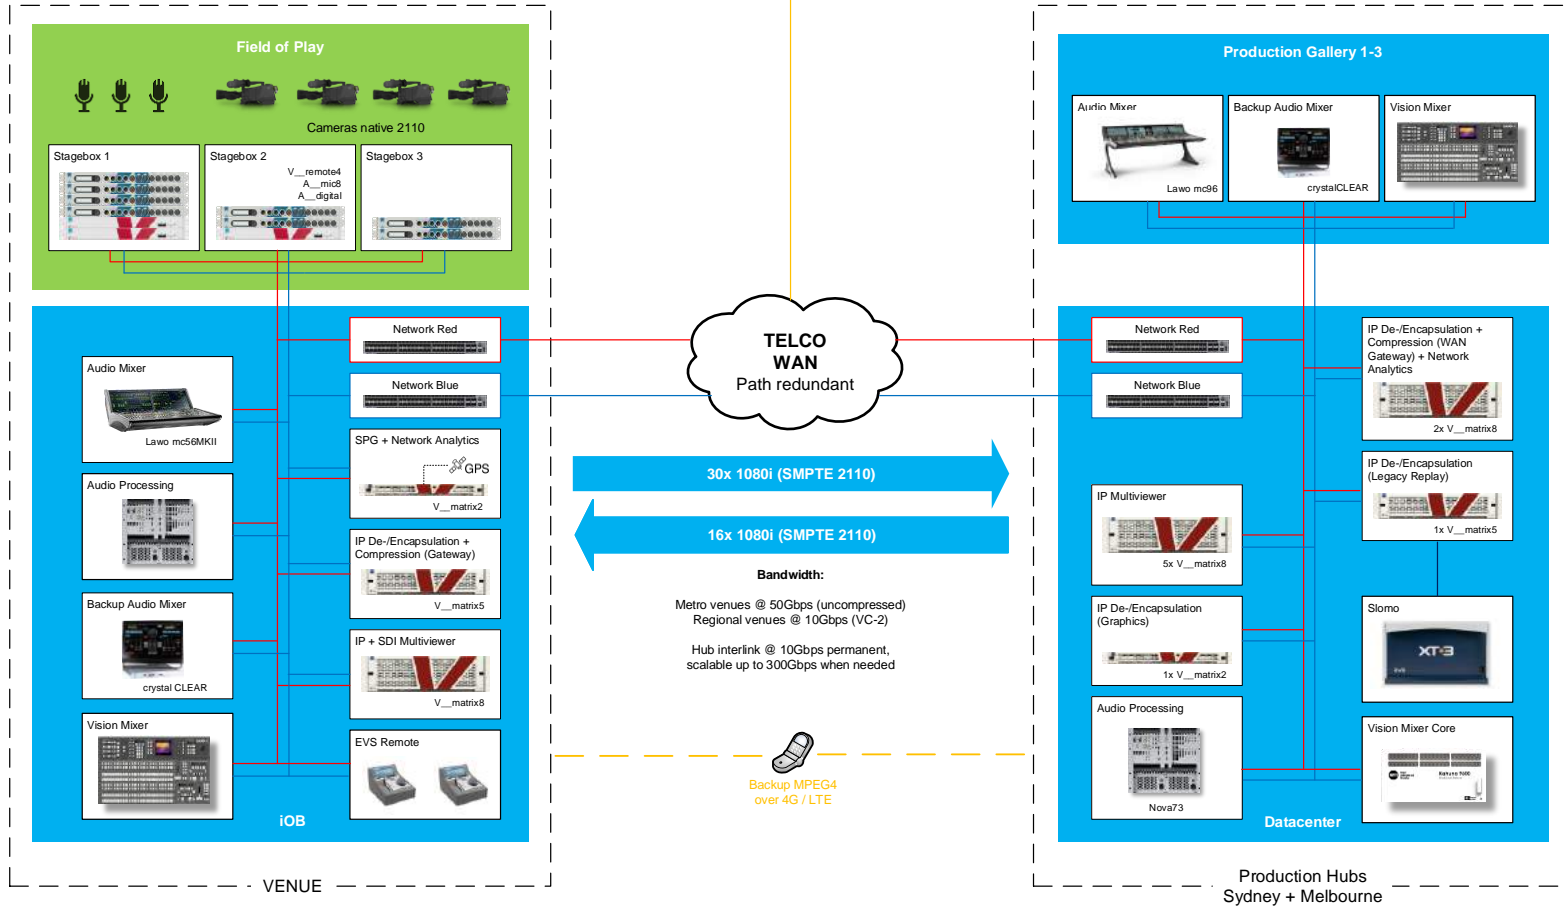 Field of Play
Cameras native 2110
Stagebox 1
Stagebox 2
V__remote4
A__mic8
A__digital
Stagebox 3
Network Red
Network Blue
Audio Mixer
Lawo mc56MKII
SPG + Network Analytics
GPS
V__matrix2
Audio Processing
IP De-/Encapsulation +
Compression (Gateway)
V__matrix5
Backup Audio Mixer
crystal CLEAR
IP + SDI Multiviewer
V__matrix8
Vision Mixer
EVS Remote
iOB
VENUE
TELCO
WAN
Path redundant
30x 1080i (SMPTE 2110)
16x 1080i (SMPTE 2110)
Bandwidth:
Metro venues @ 50Gbps (uncompressed)
Regional venues @ 10Gbps (VC-2)
Hub interlink @ 10Gbps permanent,
scalable up to 300Gbps when needed
Backup MPEG4
over 4G / LTE
Production Gallery 1-3
Audio Mixer
Lawo mc96
Backup Audio Mixer
crystalCLEAR
Vision Mixer
Network Red
Network Blue
IP De-/Encapsulation +
Compression (WAN
Gateway) + Network
Analytics
2x V__matrix8
IP De-/Encapsulation
(Legacy Replay)
1x V__matrix5
IP Multiviewer
5x V__matrix8
IP De-/Encapsulation
(Graphics)
1x V__matrix2
Slomo
XT3
Audio Processing
Nova73
Vision Mixer Core
Kahuna 9600
Datacenter
Production Hubs
Sydney + Melbourne